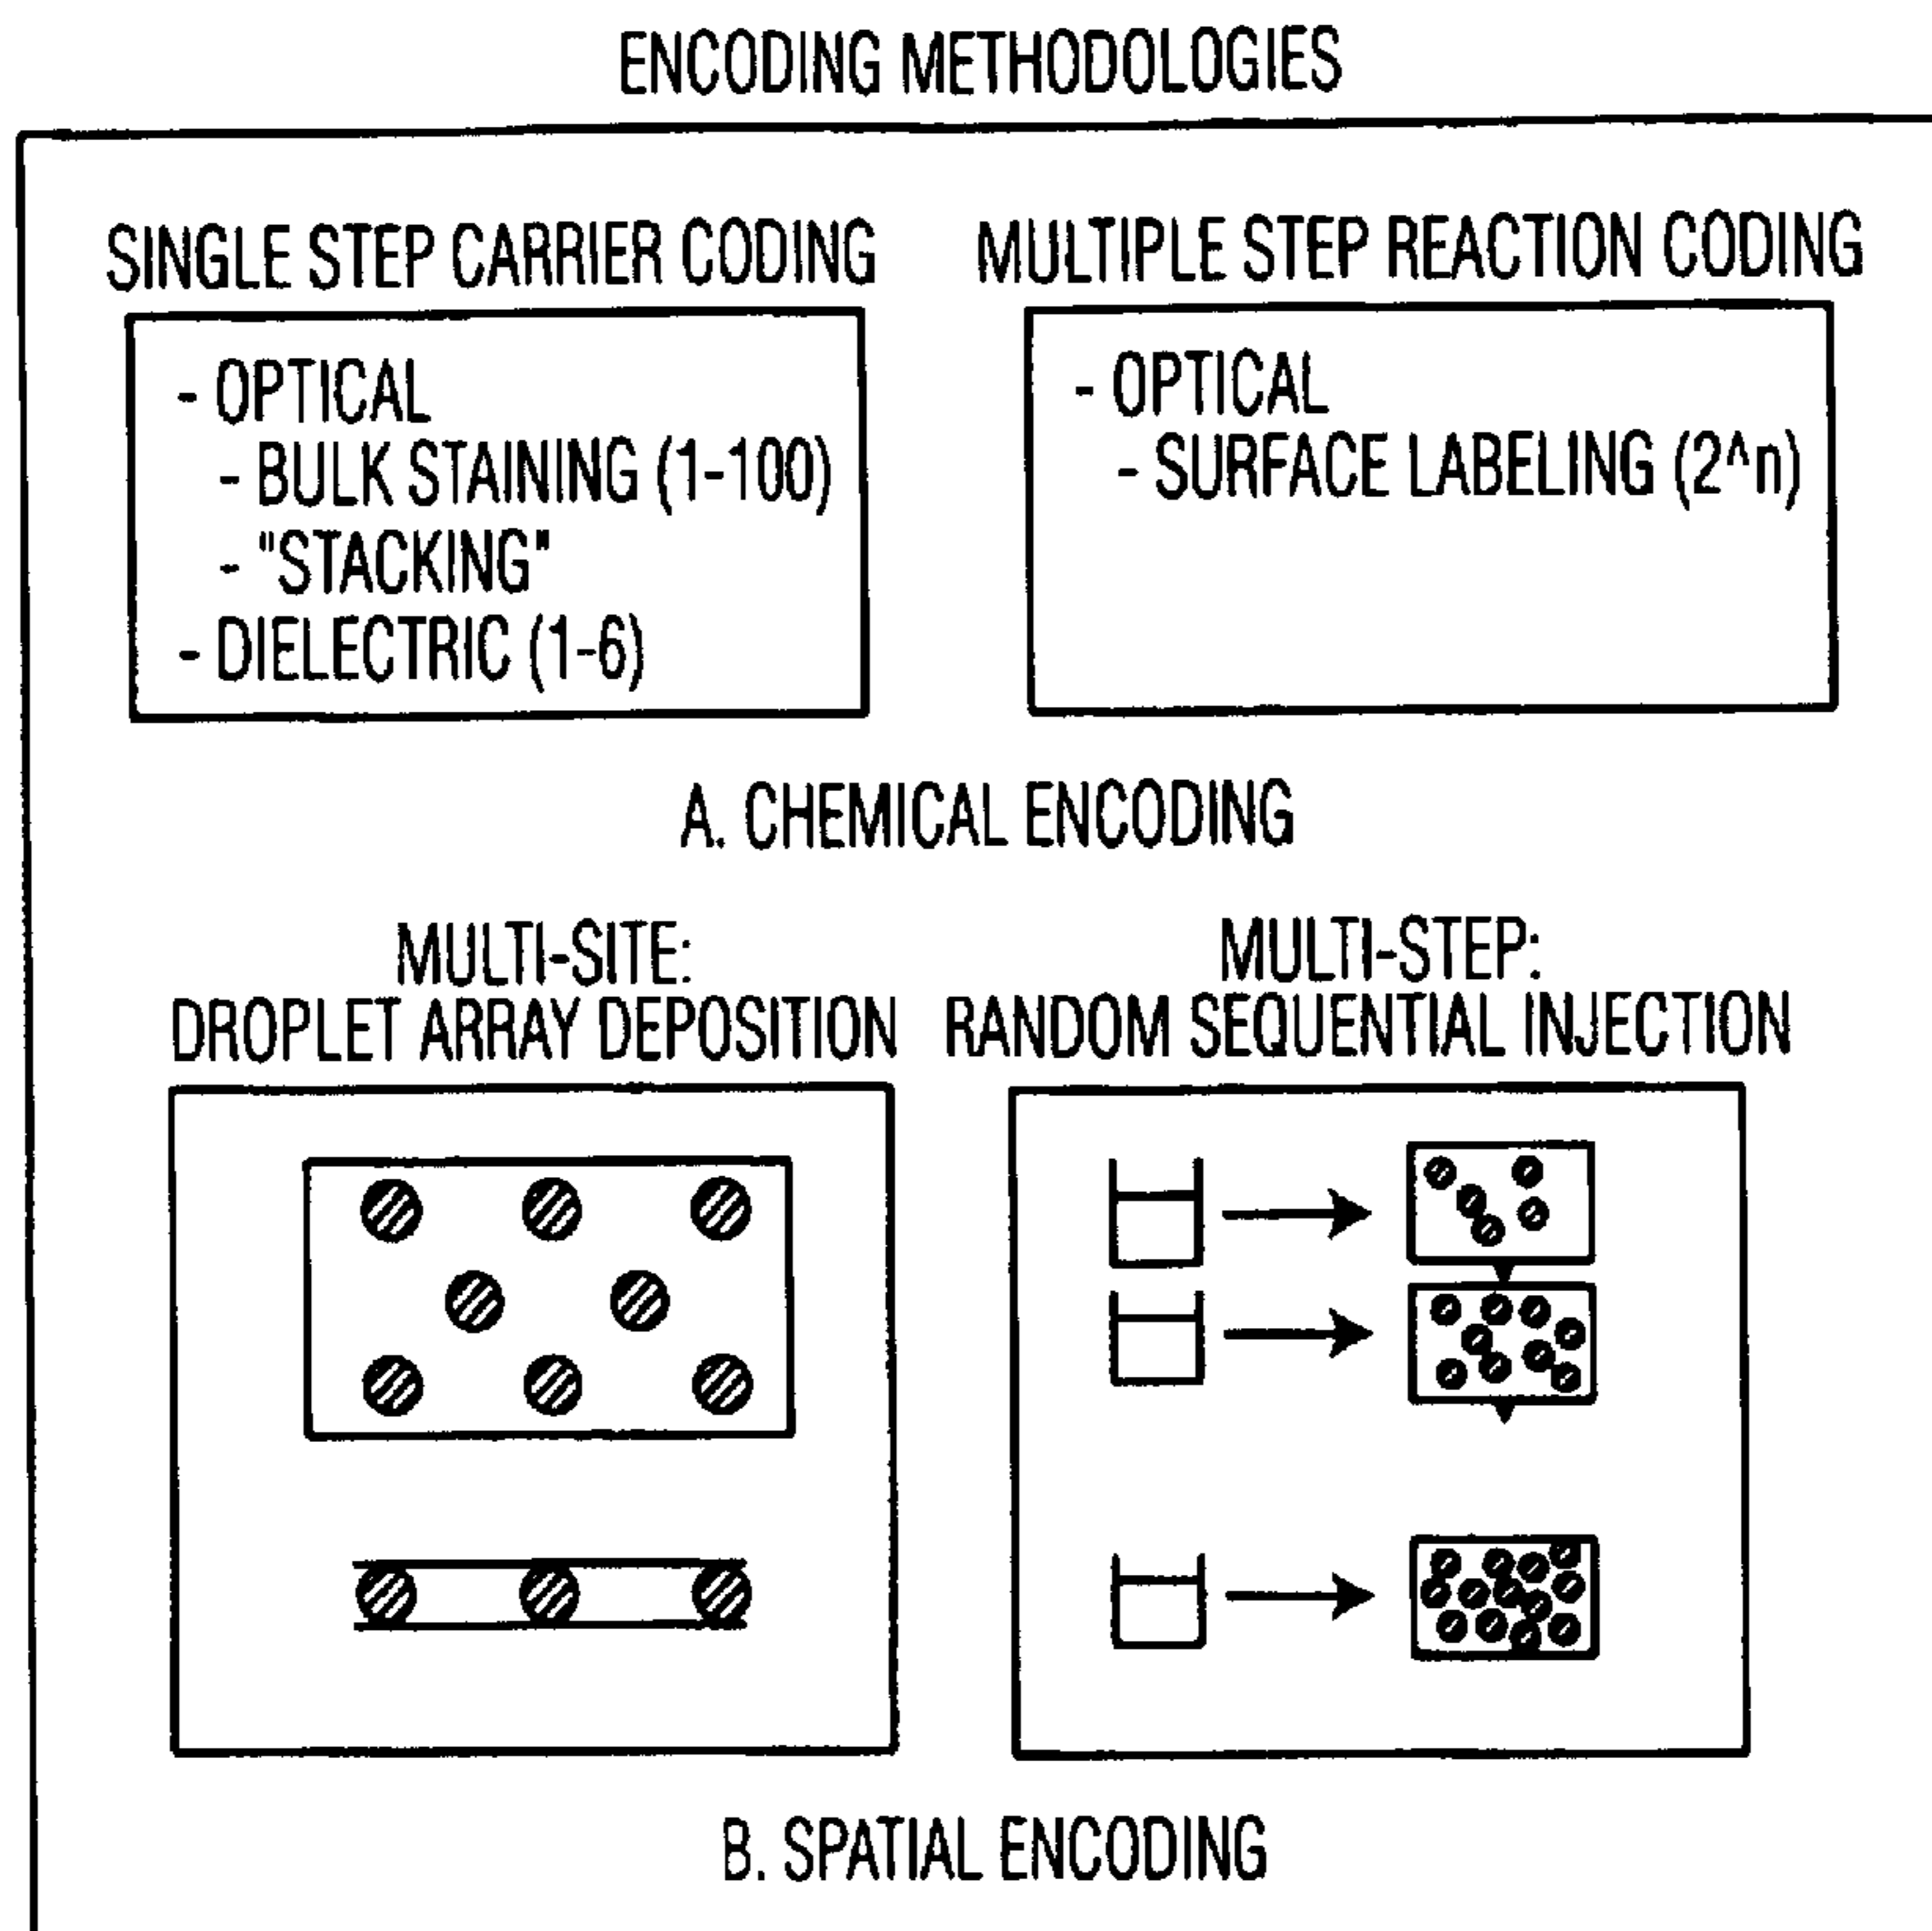 ENCODING METHODOLOGIES
SINGLE STEP CARRIER CODING
- OPTICAL
- BULK STAINING (1-100)
- "STACKING"
- DIELECTRIC (1-6)
MULTIPLE STEP REACTION CODING
- OPTICAL
- SURFACE LABELING (2^n)
A. CHEMICAL ENCODING
MULTI-SITE:
DROPLET ARRAY DEPOSITION
MULTI-STEP:
RANDOM SEQUENTIAL INJECTION
B. SPATIAL ENCODING